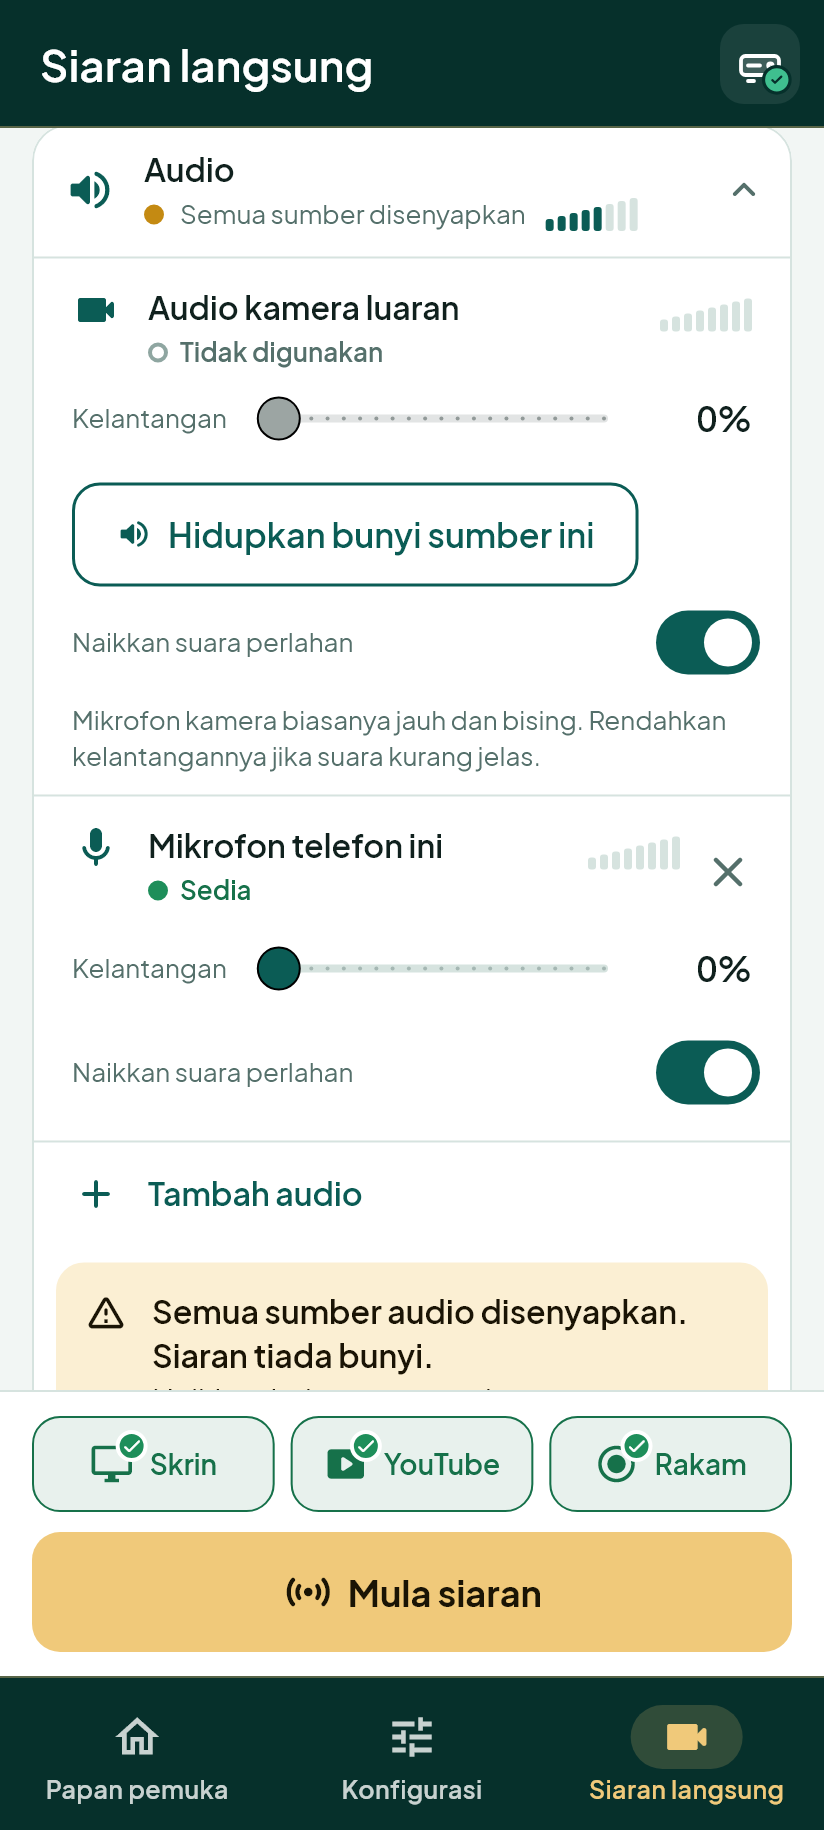 Siaran langsung
Audio
Semua sumber disenyapkan
Audio kamera luaran
Tidak digunakan
Kelantangan 0%
Hidupkan bunyi sumber ini
Naikkan suara perlahan
Mikrofon kamera biasanya jauh dan bising. Rendahkan
kelantangannya jika suara kurang jelas.
Mikrofon telefon ini
Sedia
Kelantangan 0%
Naikkan suara perlahan
Tambah audio
Semua sumber audio disenyapkan.
Siaran tiada bunyi.
Skrin YouTube Rakam
Mula siaran
Papan pemuka Konfigurasi Siaran langsung